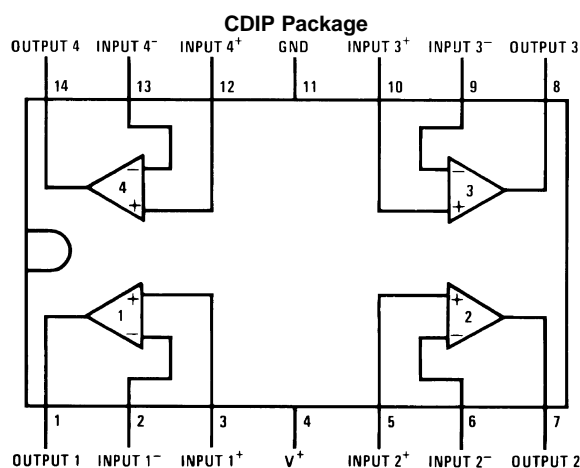 CDIP Package
OUTPUT 4 INPUT 4⁻ INPUT 4⁺ GND INPUT 3⁺ INPUT 3⁻ OUTPUT 3
14 13 12 11 10 9 8
− −
4 3
+ +
+ +
1 2
− −
1 2 3 4 5 6 7
OUTPUT 1 INPUT 1⁻ INPUT 1⁺ V⁺ INPUT 2⁺ INPUT 2⁻ OUTPUT 2